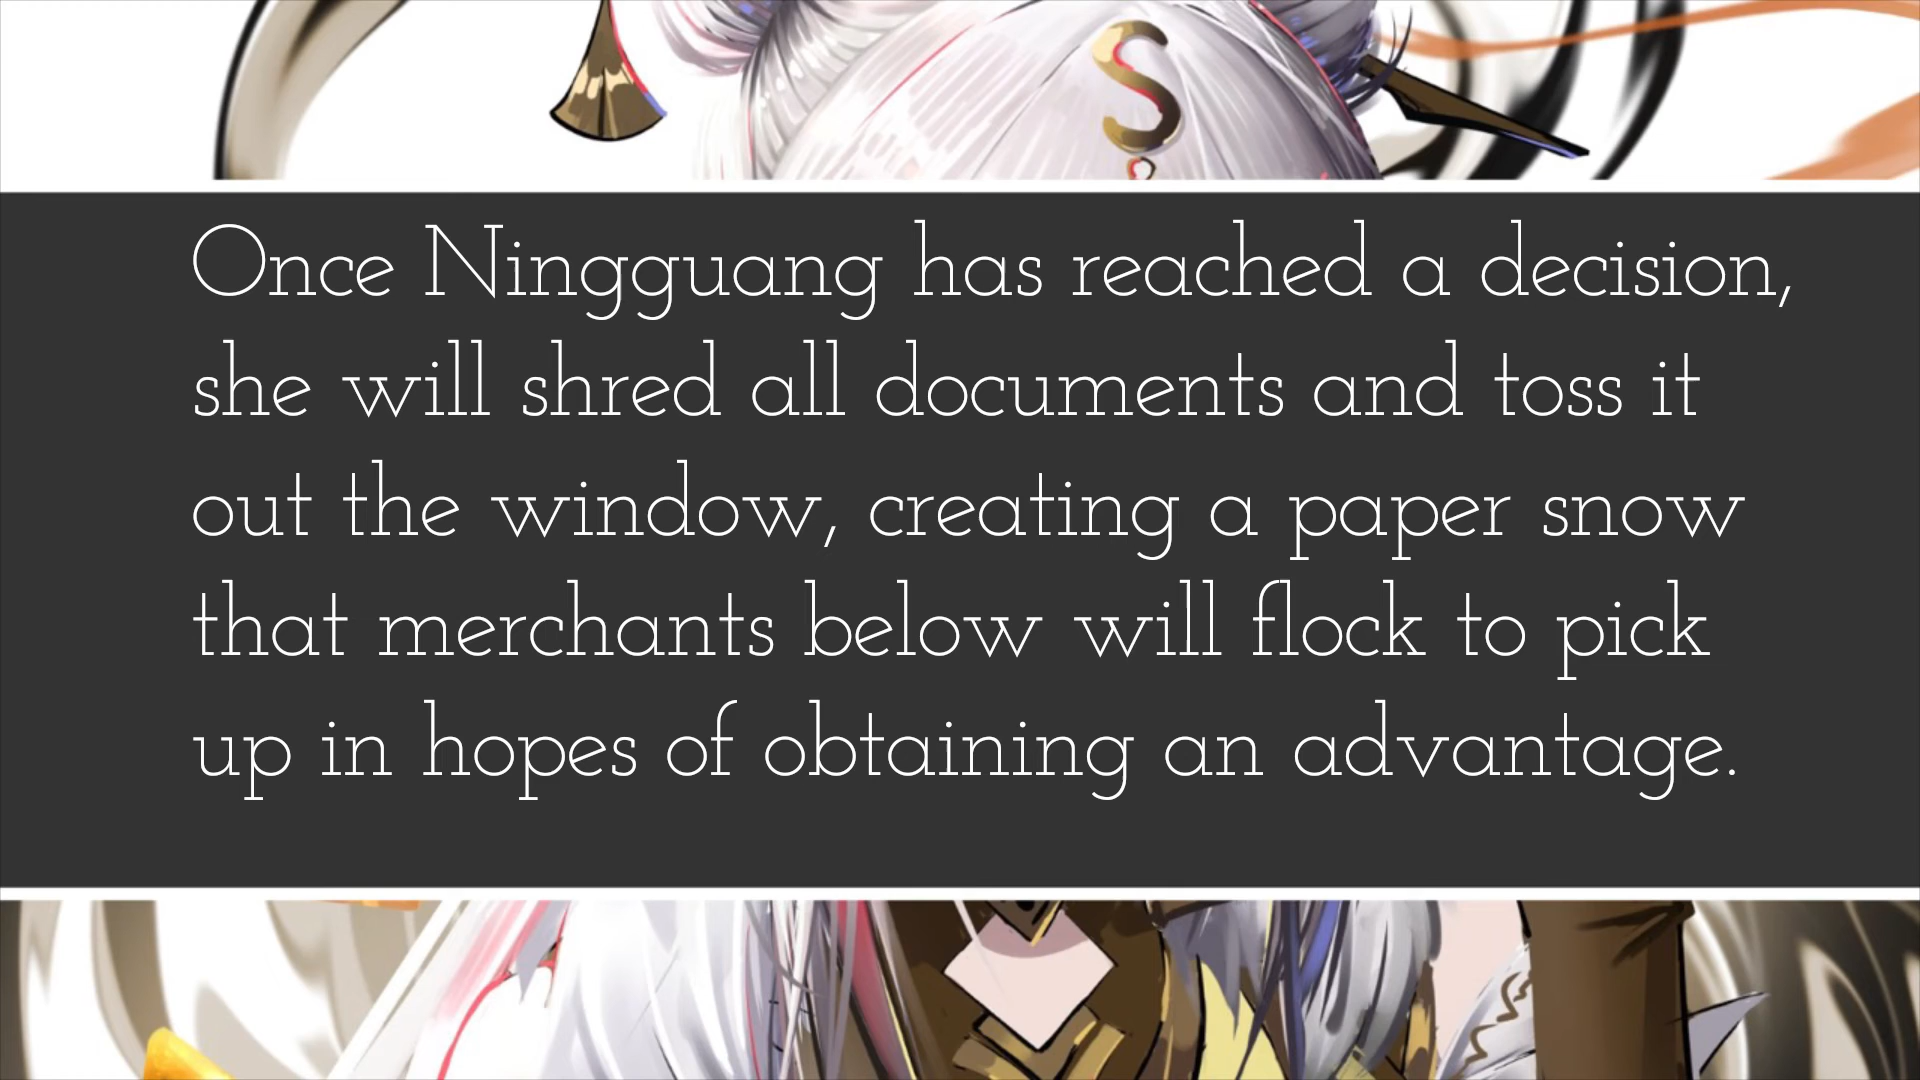 Once Ningguang has reached a decision,
she will shred all documents and toss it
out the window, creating a paper snow
that merchants below will flock to pick
up in hopes of obtaining an advantage.